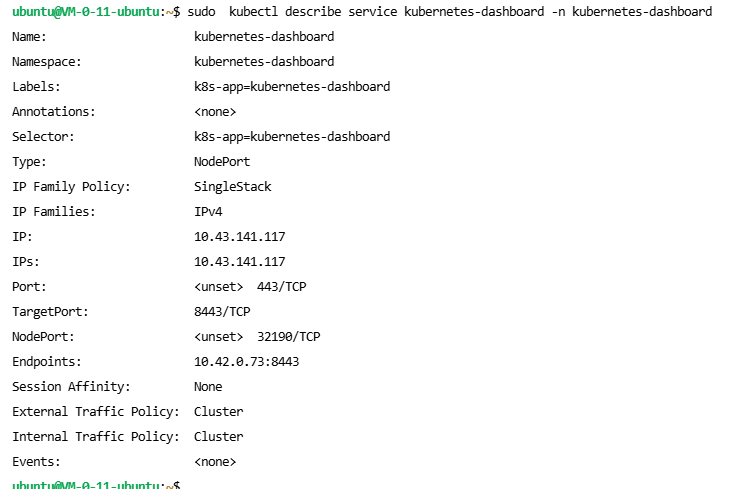 ubuntu@VM-0-11-ubuntu:~$ sudo  kubectl describe service kubernetes-dashboard -n kubernetes-dashboard
Name:                     kubernetes-dashboard
Namespace:                kubernetes-dashboard
Labels:                   k8s-app=kubernetes-dashboard
Annotations:              <none>
Selector:                 k8s-app=kubernetes-dashboard
Type:                     NodePort
IP Family Policy:         SingleStack
IP Families:              IPv4
IP:                       10.43.141.117
IPs:                      10.43.141.117
Port:                     <unset>  443/TCP
TargetPort:               8443/TCP
NodePort:                 <unset>  32190/TCP
Endpoints:                10.42.0.73:8443
Session Affinity:         None
External Traffic Policy:  Cluster
Internal Traffic Policy:  Cluster
Events:                   <none>
ubuntu@VM-0-11-ubuntu:~$